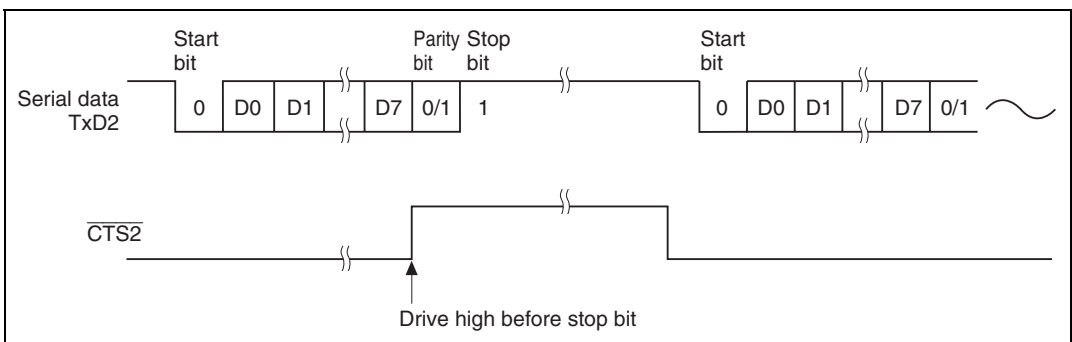 Start bit
Parity bit
Stop bit
Start bit
Serial data TxD2
0 D0 D1 D7 0/1 1 0 D0 D1 D7 0/1
CTS2
Drive high before stop bit